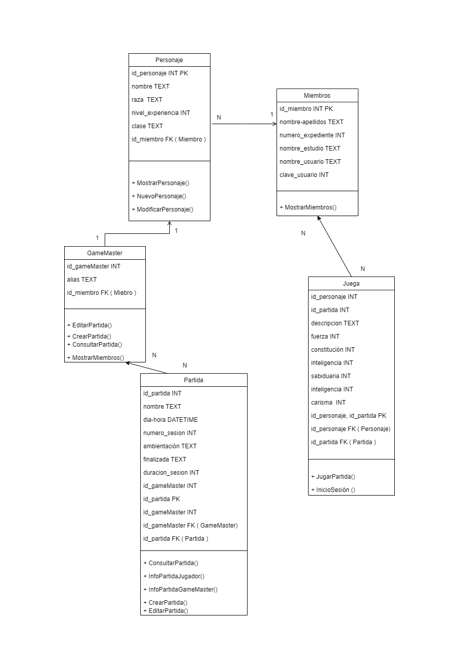 Personaje
id_personaje INT PK
nombre TEXT
raza TEXT
nivel_experiencia INT
clase TEXT
id_miembro FK ( Miembro )
+ MostrarPersonaje()
+ NuevoPersonaje()
+ ModificarPersonaje()
N
1
Miembros
id_miembro INT PK
nombre-apellidos TEXT
numero_expediente INT
nombre_estudio TEXT
nombre_usuario TEXT
clave_usuario INT
+ MostrarMiembros()
1
1
GameMaster
id_gameMaster INT
alias TEXT
id_miembro FK ( Miebro )
+ EditarPartida()
+ CrearPartida()
+ ConsultarPartida()
+ MostrarMiembros()
N
N
Juega
id_personaje INT
id_partida INT
descripcion TEXT
fuerza INT
constitución INT
inteligencia INT
sabiduaria INT
inteligencia INT
carisma INT
id_personaje, id_partida PK
id_personaje FK ( Personaje)
id_partida FK ( Partida )
+ JugarPartida()
+ InicioSesión ()
N
N
Partida
id_partida INT
nombre TEXT
dia-hora DATETIME
numero_sesion INT
ambientación TEXT
finalizada TEXT
duracion_sesion INT
id_gameMaster INT
id_partida PK
id_gameMaster INT
id_gameMaster FK ( GameMaster)
id_partida FK ( Partida )
+ ConsultarPartida()
+ InfoPartidaJugador()
+ InfoPartidaGameMaster()
+ CrearPartida()
+ EditarPartida()